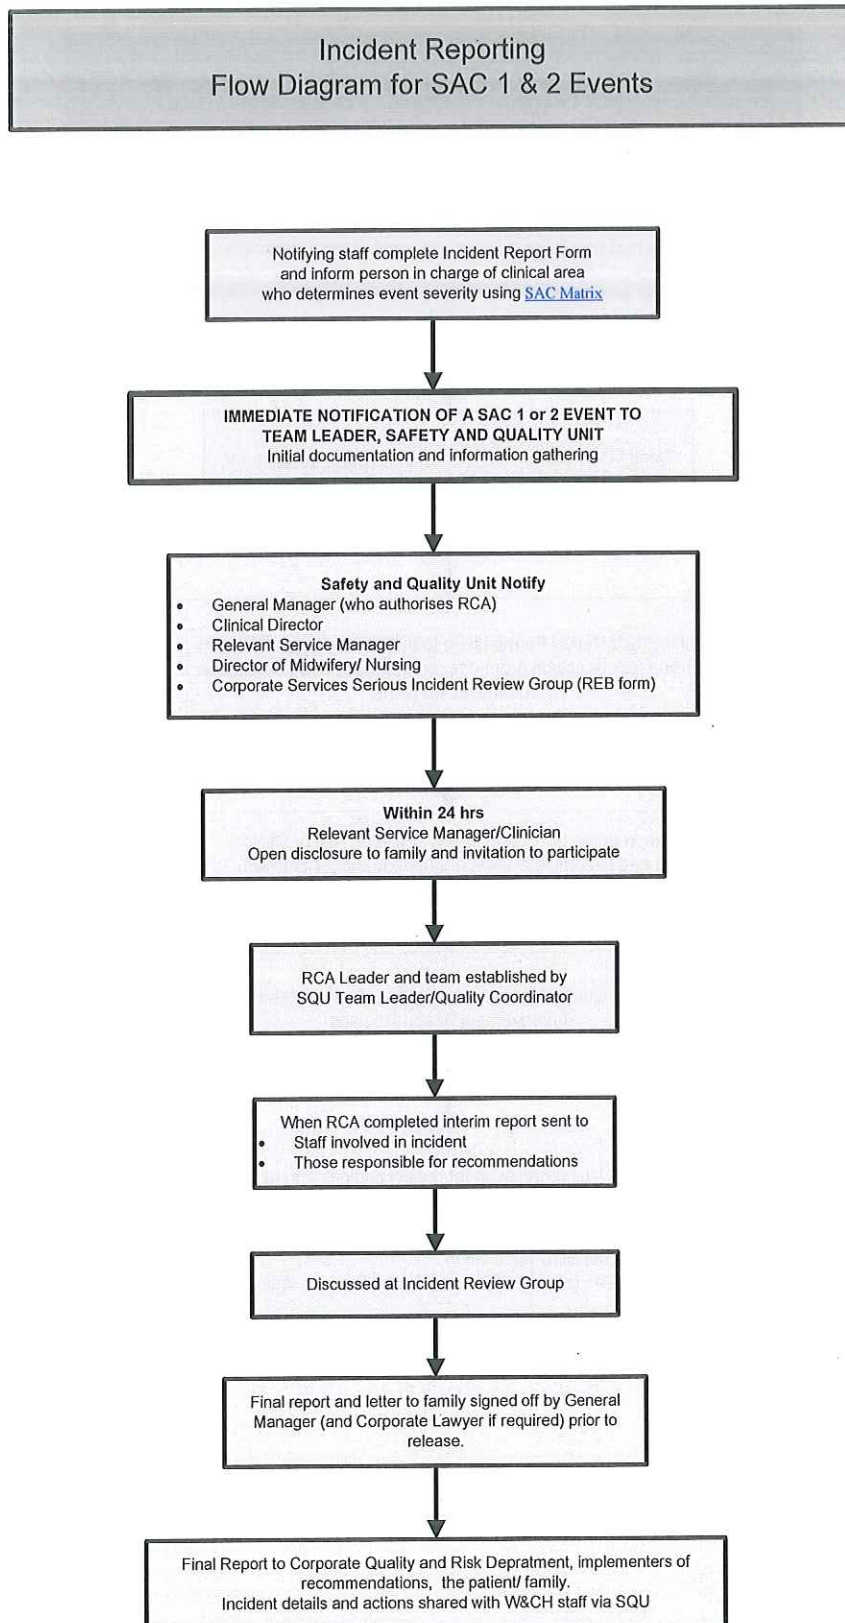 Incident Reporting
Flow Diagram for SAC 1 & 2 Events
Notifying staff complete Incident Report Form
and inform person in charge of clinical area
who determines event severity using SAC Matrix
IMMEDIATE NOTIFICATION OF A SAC 1 or 2 EVENT TO
TEAM LEADER, SAFETY AND QUALITY UNIT
Initial documentation and information gathering
Safety and Quality Unit Notify
• General Manager (who authorises RCA)
• Clinical Director
• Relevant Service Manager
• Director of Midwifery/ Nursing
• Corporate Services Serious Incident Review Group (REB form)
Within 24 hrs
Relevant Service Manager/Clinician
Open disclosure to family and invitation to participate
RCA Leader and team established by
SQU Team Leader/Quality Coordinator
When RCA completed interim report sent to
• Staff involved in incident
• Those responsible for recommendations
Discussed at Incident Review Group
Final report and letter to family signed off by General
Manager (and Corporate Lawyer if required) prior to
release.
Final Report to Corporate Quality and Risk Depratment, implementers of
recommendations, the patient/ family.
Incident details and actions shared with W&CH staff via SQU